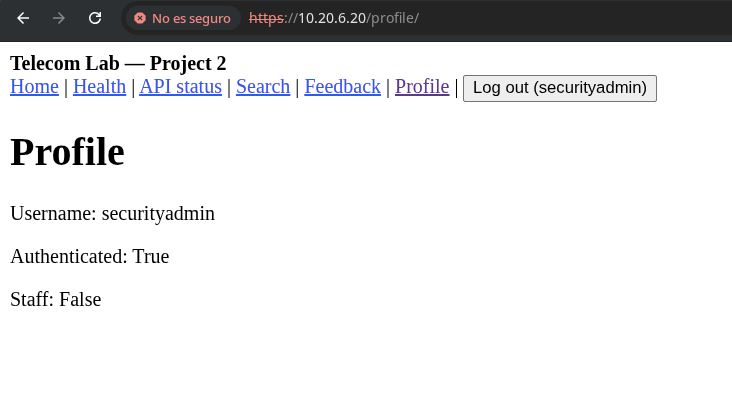 No es seguro https://10.20.6.20/profile/
Telecom Lab — Project 2
Home | Health | API status | Search | Feedback | Profile | Log out (securityadmin)
Profile
Username: securityadmin
Authenticated: True
Staff: False